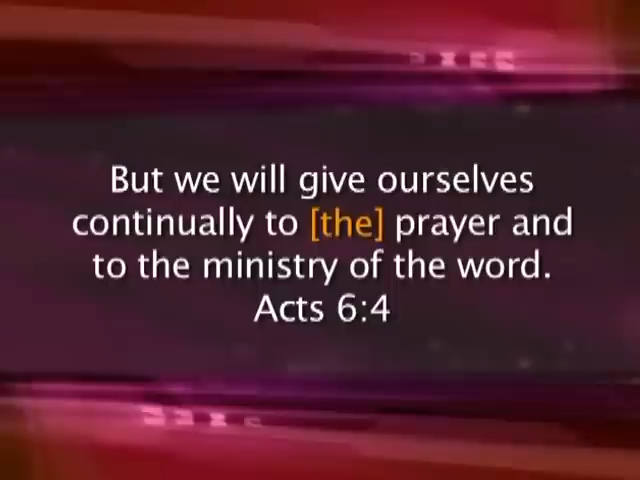 But we will give ourselves
continually to [the] prayer and
to the ministry of the word.
Acts 6:4